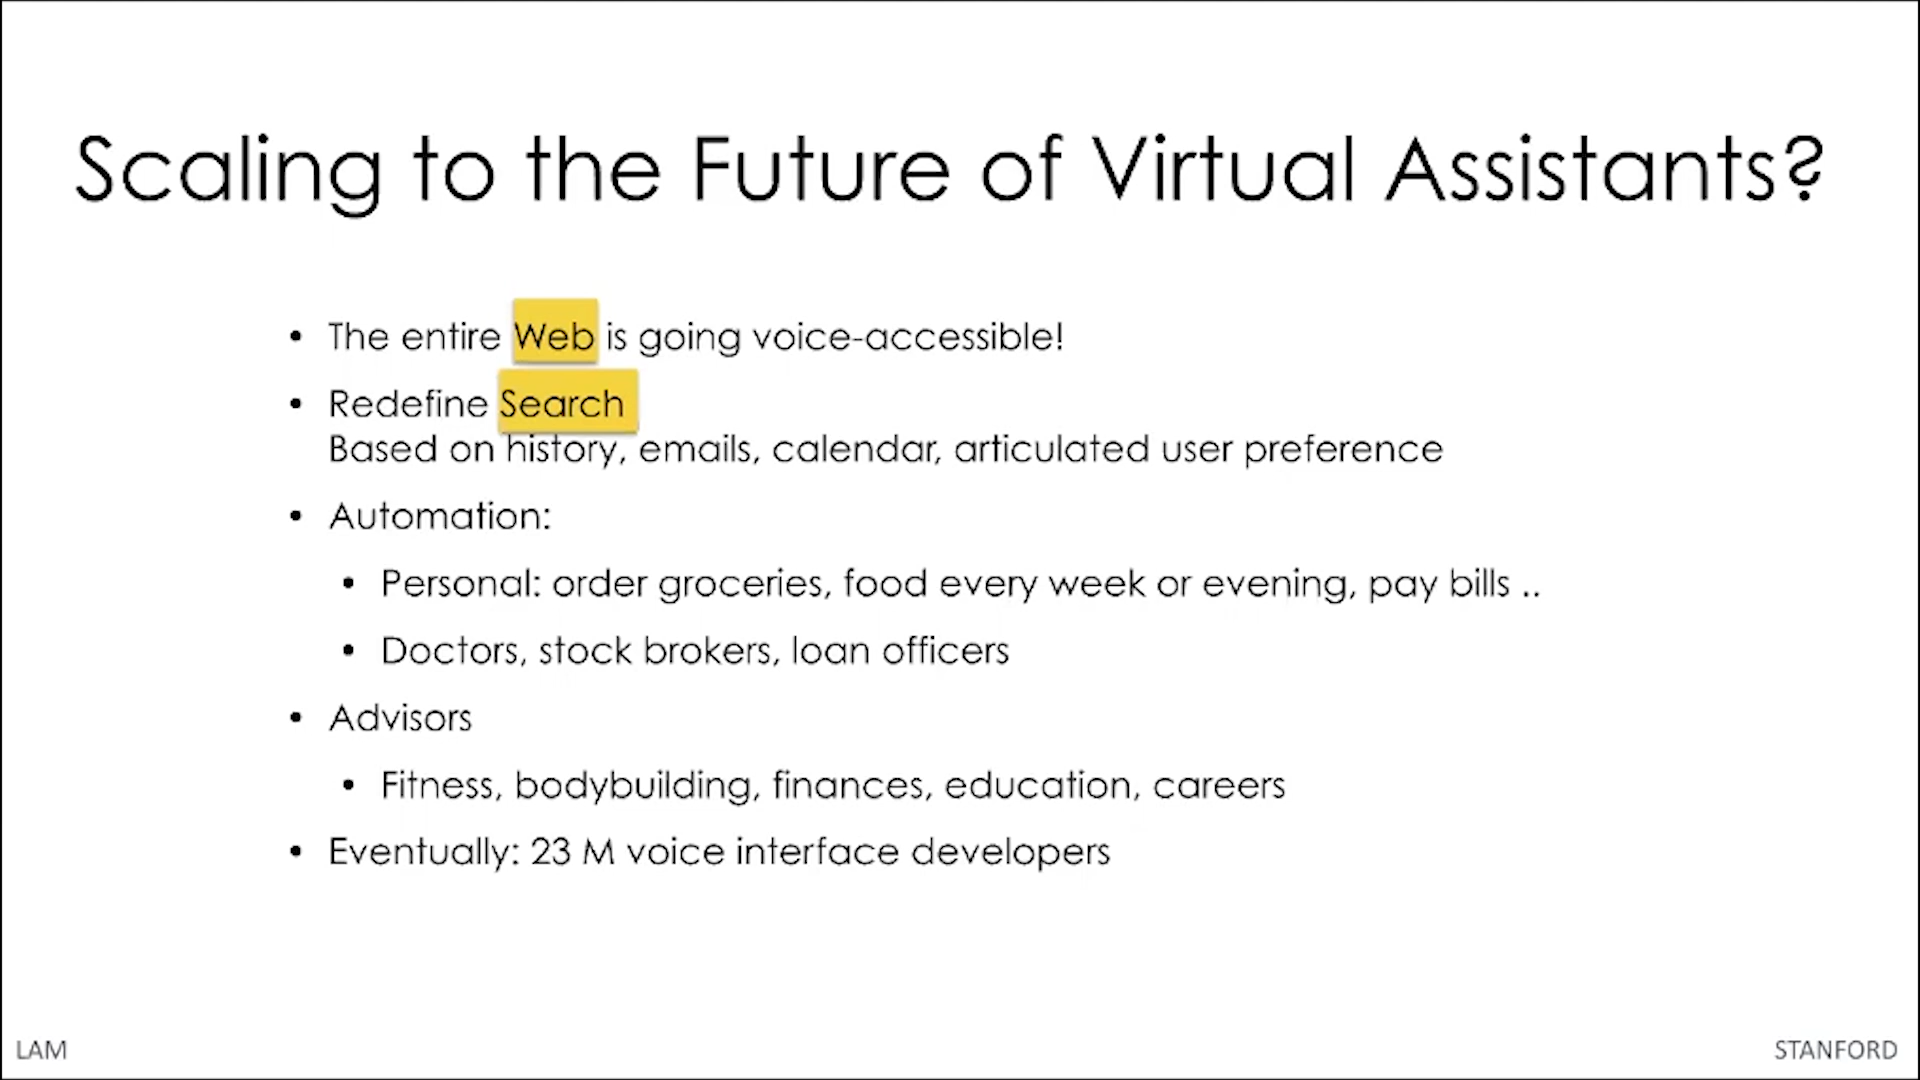 Scaling to the Future of Virtual Assistants?
• The entire Web is going voice-accessible!
• Redefine Search
Based on history, emails, calendar, articulated user preference
• Automation:
• Personal: order groceries, food every week or evening, pay bills ..
• Doctors, stock brokers, loan officers
• Advisors
• Fitness, bodybuilding, finances, education, careers
• Eventually: 23 M voice interface developers
LAM
STANFORD